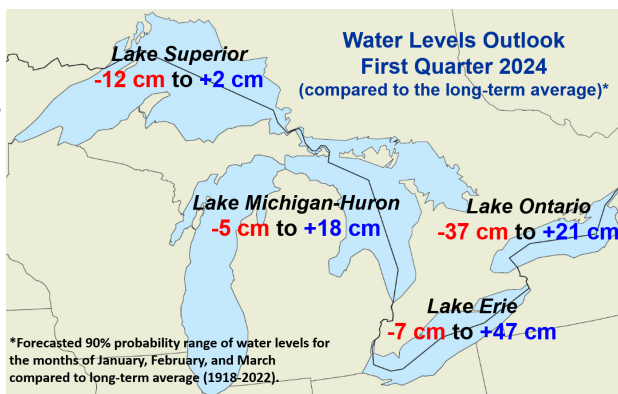 Water Levels Outlook
First Quarter 2024
(compared to the long-term average)*
Lake Superior
-12 cm to +2 cm
Lake Michigan-Huron
-5 cm to +18 cm
Lake Ontario
-37 cm to +21 cm
Lake Erie
-7 cm to +47 cm
*Forecasted 90% probability range of water levels for
the months of January, February, and March
compared to long-term average (1918-2022).